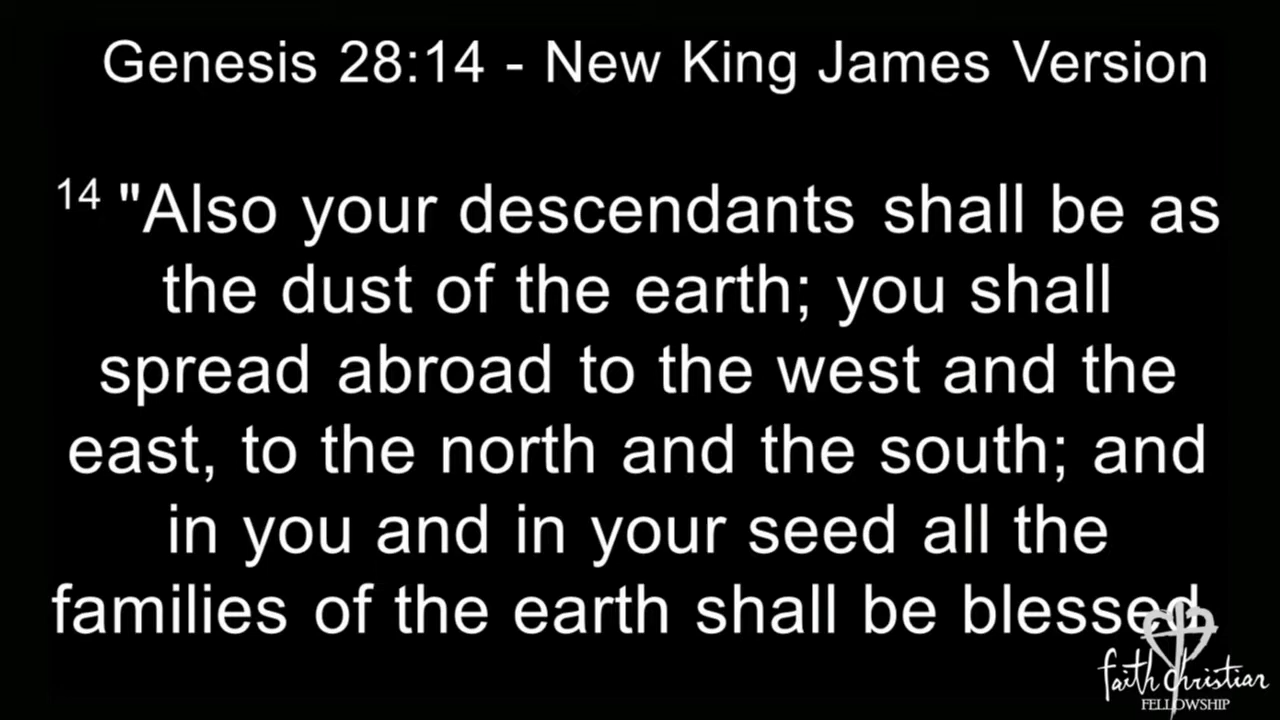 Genesis 28:14 - New King James Version
14 "Also your descendants shall be as
the dust of the earth; you shall
spread abroad to the west and the
east, to the north and the south; and
in you and in your seed all the
families of the earth shall be blessed.
faith Christian
FELLOWSHIP